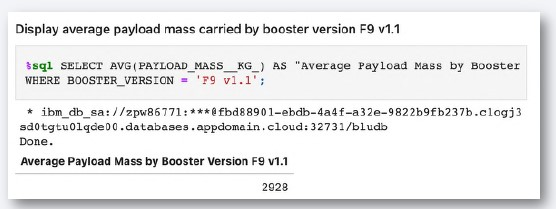 Display average payload mass carried by booster version F9 v1.1
%sql SELECT AVG(PAYLOAD_MASS__KG_) AS "Average Payload Mass by Booster
WHERE BOOSTER_VERSION = 'F9 v1.1';
* ibm_db_sa://zpw86771:***@fbd88901-ebdb-4a4f-a32e-9822b9fb237b.clogj3
sd0tgtu0lqde00.databases.appdomain.cloud:32731/bludb
Done.
Average Payload Mass by Booster Version F9 v1.1
2928